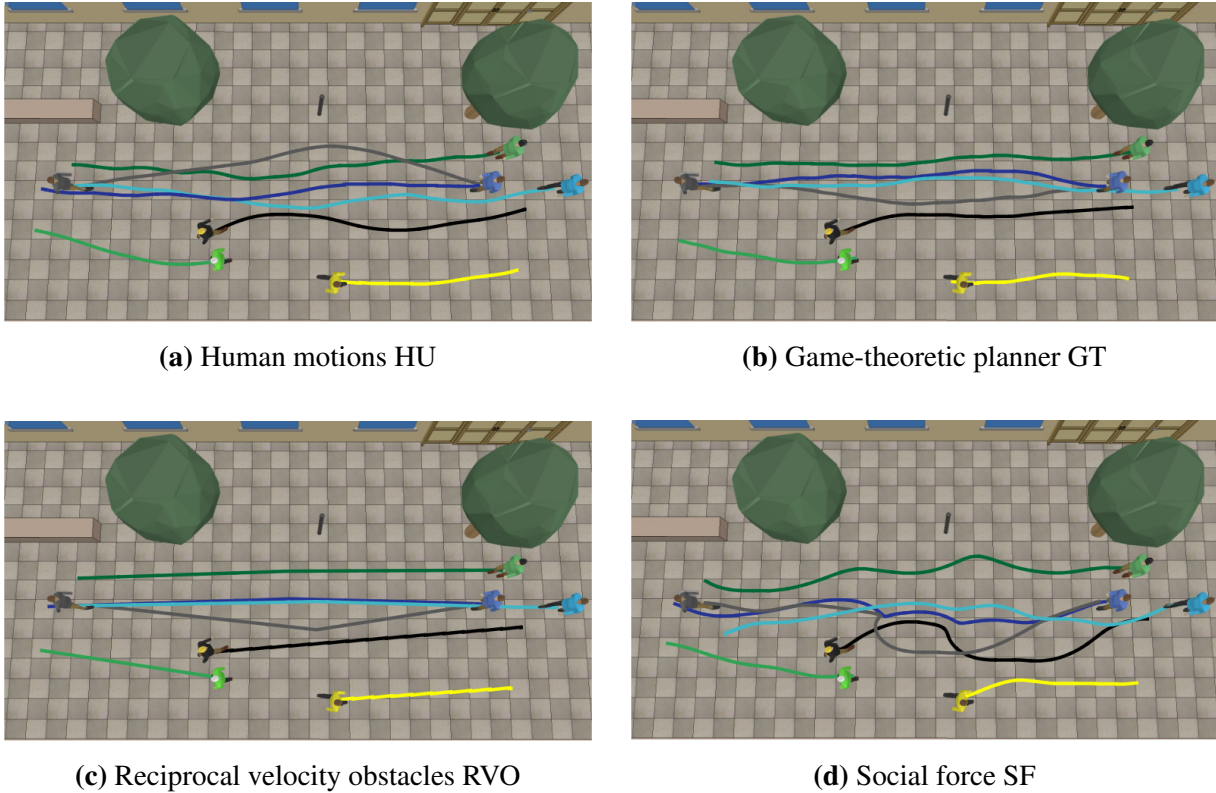 (a) Human motions HU
(b) Game-theoretic planner GT
(c) Reciprocal velocity obstacles RVO
(d) Social force SF